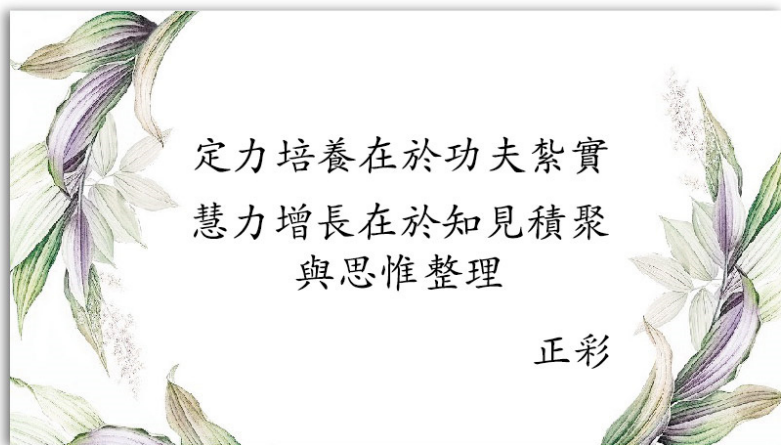 定力培養在於功夫紮實
慧力增長在於知見積聚
與思惟整理
正彩